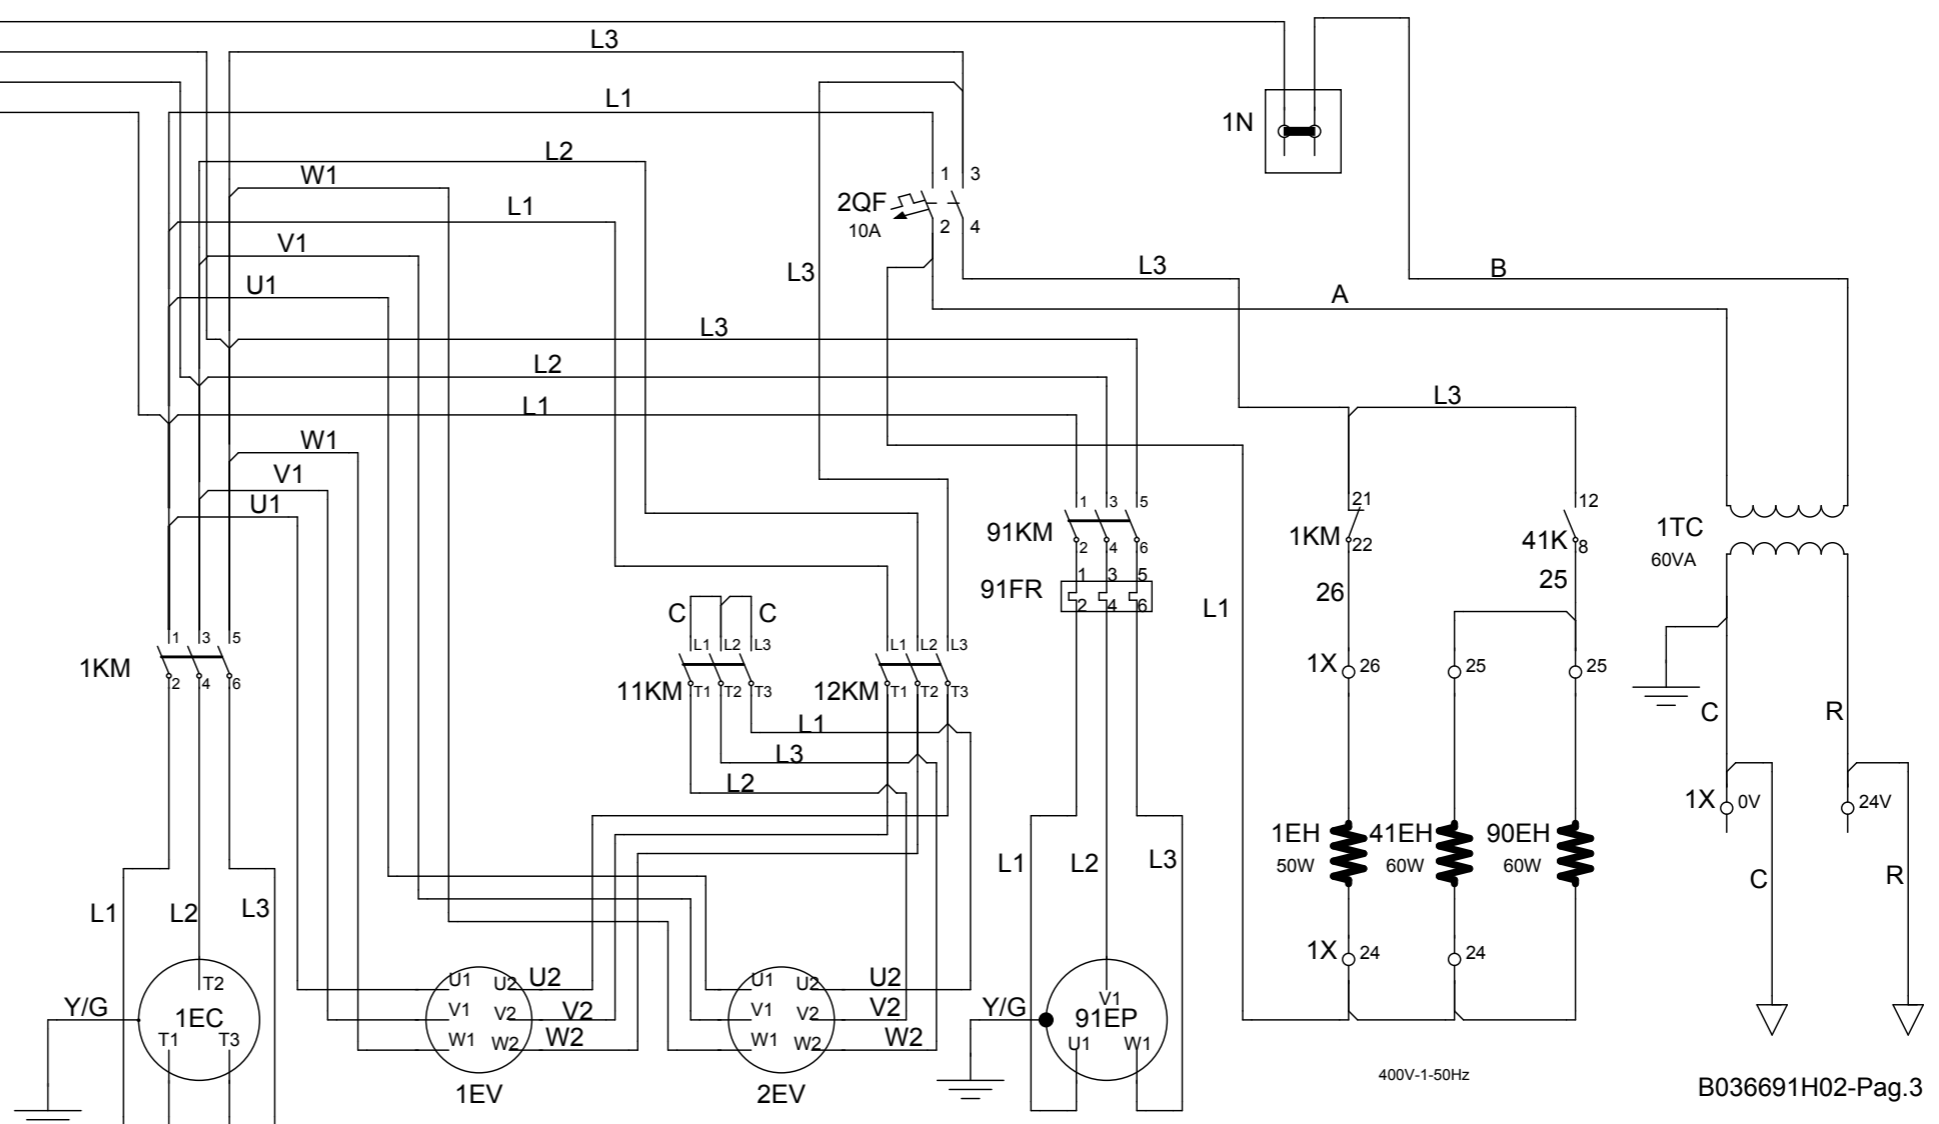 L3
L1
1N
L2
W1
1 3
2QF
10A
2 4
L1
V1
L3
L3
B
U1
A
L3
L2
L3
L1
W1
V1
U1
1 3 5
91KM
2 4 6
21
1KM
22
12
41K
8
1TC
60VA
1 3 5
91FR
2 4 6
26
25
L1
C C
1 3 5
1KM
2 4 6
L1 L2 L3
11KM
T1 T2 T3
L1 L2 L3
12KM
T1 T2 T3
1X 26 25 25
C R
L1
L3
L2
1X 0V 24V
1EH
50W
41EH
60W
90EH
60W
L1 L2 L3
C R
L1 L2 L3
1X 24 24
T2
Y/G
1EC
T1 T3
U1 U2 U2
V1 V2 V2
W1 W2 W2
1EV
U1 U2 U2
V1 V2 V2
W1 W2 W2
2EV
Y/G
V1
91EP
U1 W1
400V-1-50Hz
B036691H02-Pag.3